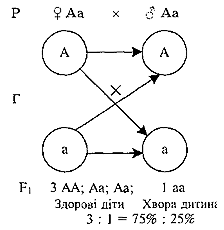 P ♀ Aa × ♂ Aa
A A
×
Г
a a
F₁ 3 AA; Aa; Aa; 1 aa
Здорові діти Хвора дитина
3 : 1 = 75% : 25%